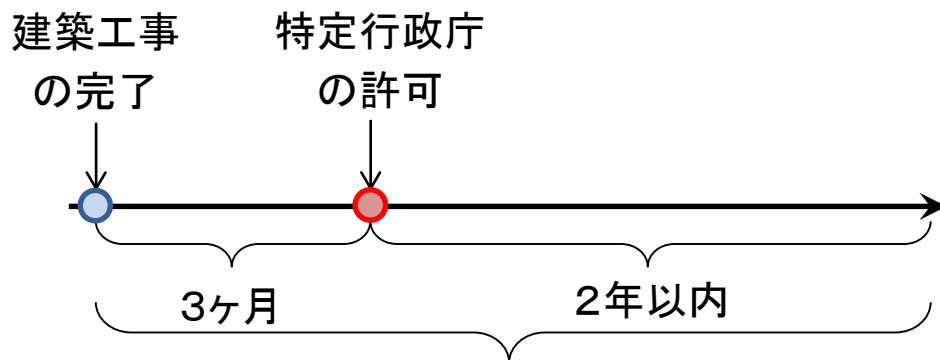 建築工事
の完了
特定行政庁
の許可
3ヶ月
2年以内